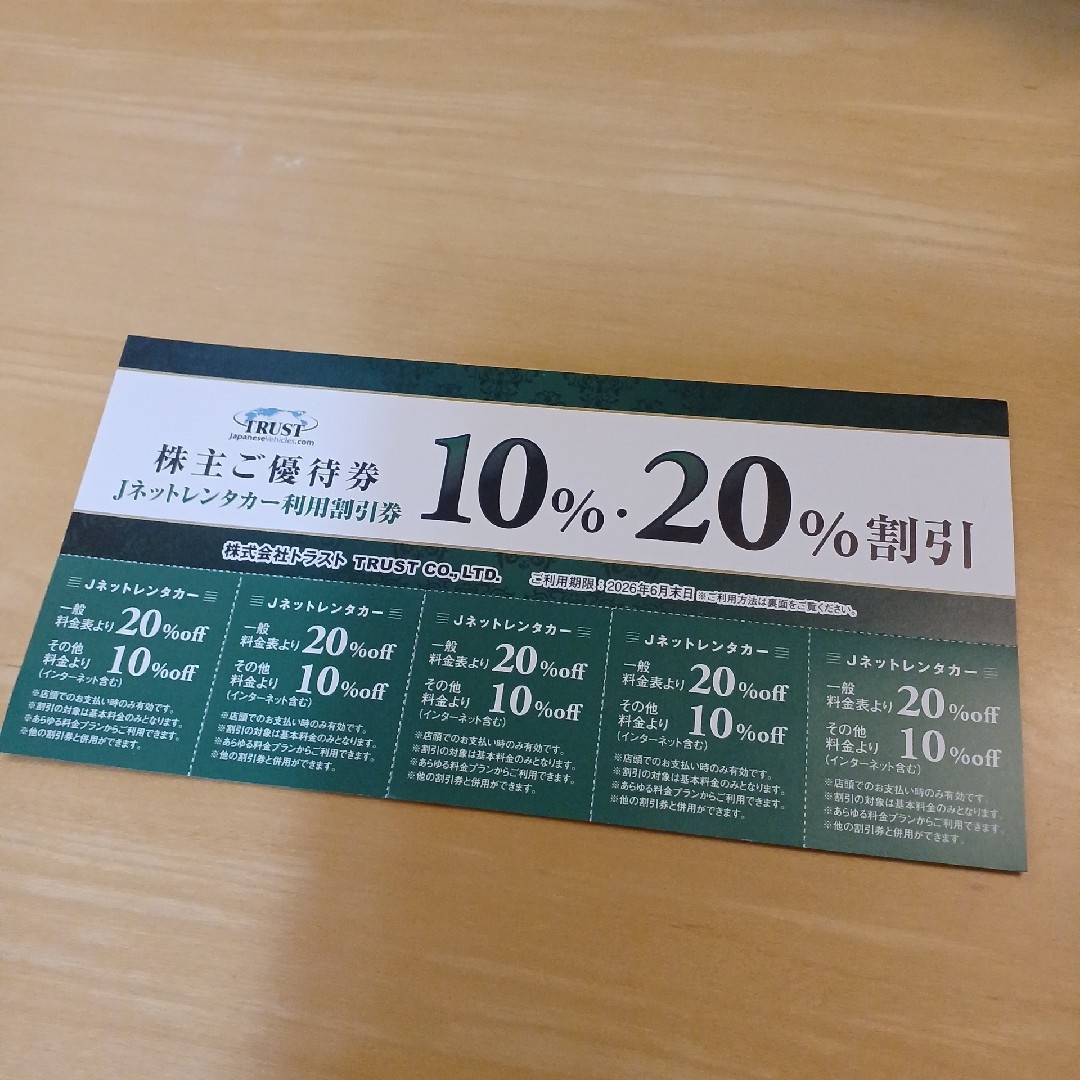 TRUST
JapaneseVehicles.com
株主ご優待券
Jネットレンタカー利用割引券
10%・20%割引
株式会社トラスト TRUST CO., LTD.
ご利用期限：2026年6月末日 ※ご利用方法は裏面をご覧ください。
Jネットレンタカー
一般
料金表より 20%off
その他
料金より 10%off
(インターネット含む)
※店頭でのお支払い時のみ有効です。
※割引の対象は基本料金のみとなります。
※あらゆる料金プランからご利用できます。
※他の割引券と併用ができます。
Jネットレンタカー
一般
料金表より 20%off
その他
料金より 10%off
(インターネット含む)
※店頭でのお支払い時のみ有効です。
※割引の対象は基本料金のみとなります。
※あらゆる料金プランからご利用できます。
※他の割引券と併用ができます。
Jネットレンタカー
一般
料金表より 20%off
その他
料金より 10%off
(インターネット含む)
※店頭でのお支払い時のみ有効です。
※割引の対象は基本料金のみとなります。
※あらゆる料金プランからご利用できます。
※他の割引券と併用ができます。
Jネットレンタカー
一般
料金表より 20%off
その他
料金より 10%off
(インターネット含む)
※店頭でのお支払い時のみ有効です。
※割引の対象は基本料金のみとなります。
※あらゆる料金プランからご利用できます。
※他の割引券と併用ができます。
Jネットレンタカー
一般
料金表より 20%off
その他
料金より 10%off
(インターネット含む)
※店頭でのお支払い時のみ有効です。
※割引の対象は基本料金のみとなります。
※あらゆる料金プランからご利用できます。
※他の割引券と併用ができます。